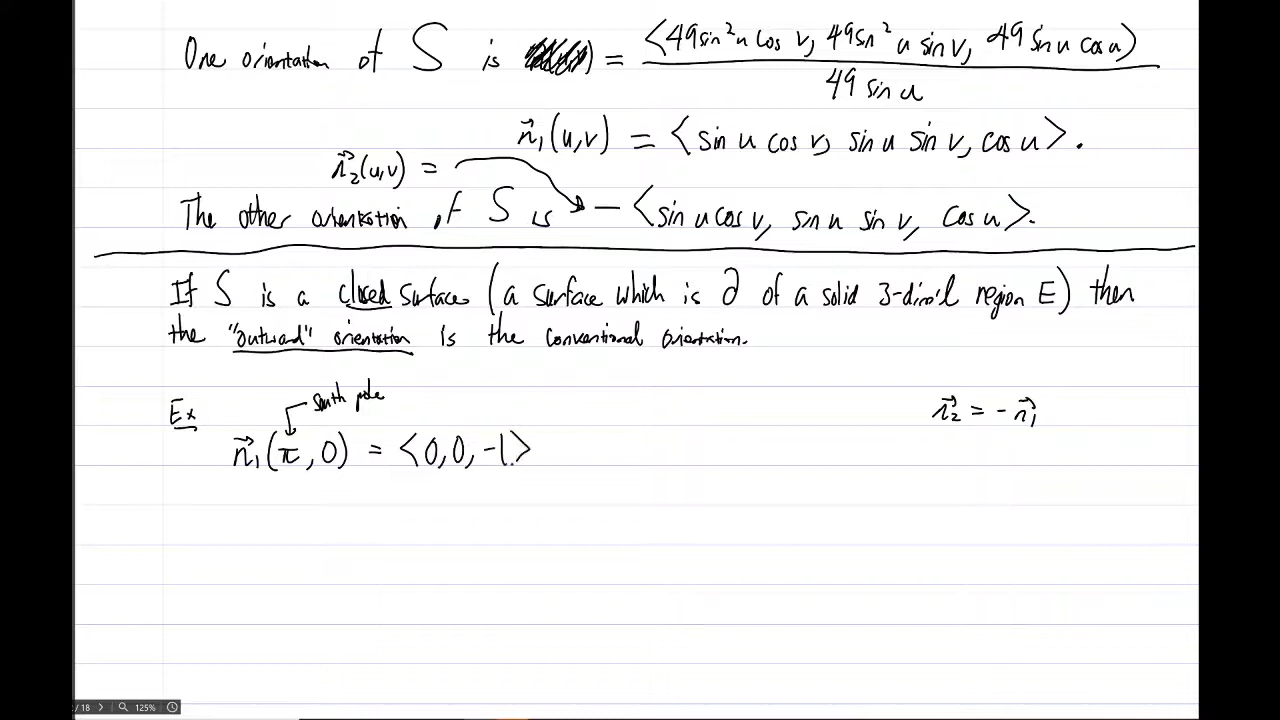 One orientation of S is = <49 sin²u cos v, 49 sn²u sin v, 49 sin u cos u>
49 sin u
n⃗₁(u,v) = <sin u cos v, sin u sin v, cos u>.
n⃗₂(u,v) =
The other orientation of S is - <sin u cos v, sin u sin v, cos u>.
If S is a closed surface (a surface which is ∂ of a solid 3-dim'l region E) then
the "outward" orientation is the conventional orientation.
south pole
Ex
n⃗₂ = -n⃗₁
n⃗₁(π, 0) = <0, 0, -1>
/ 18 > 125%